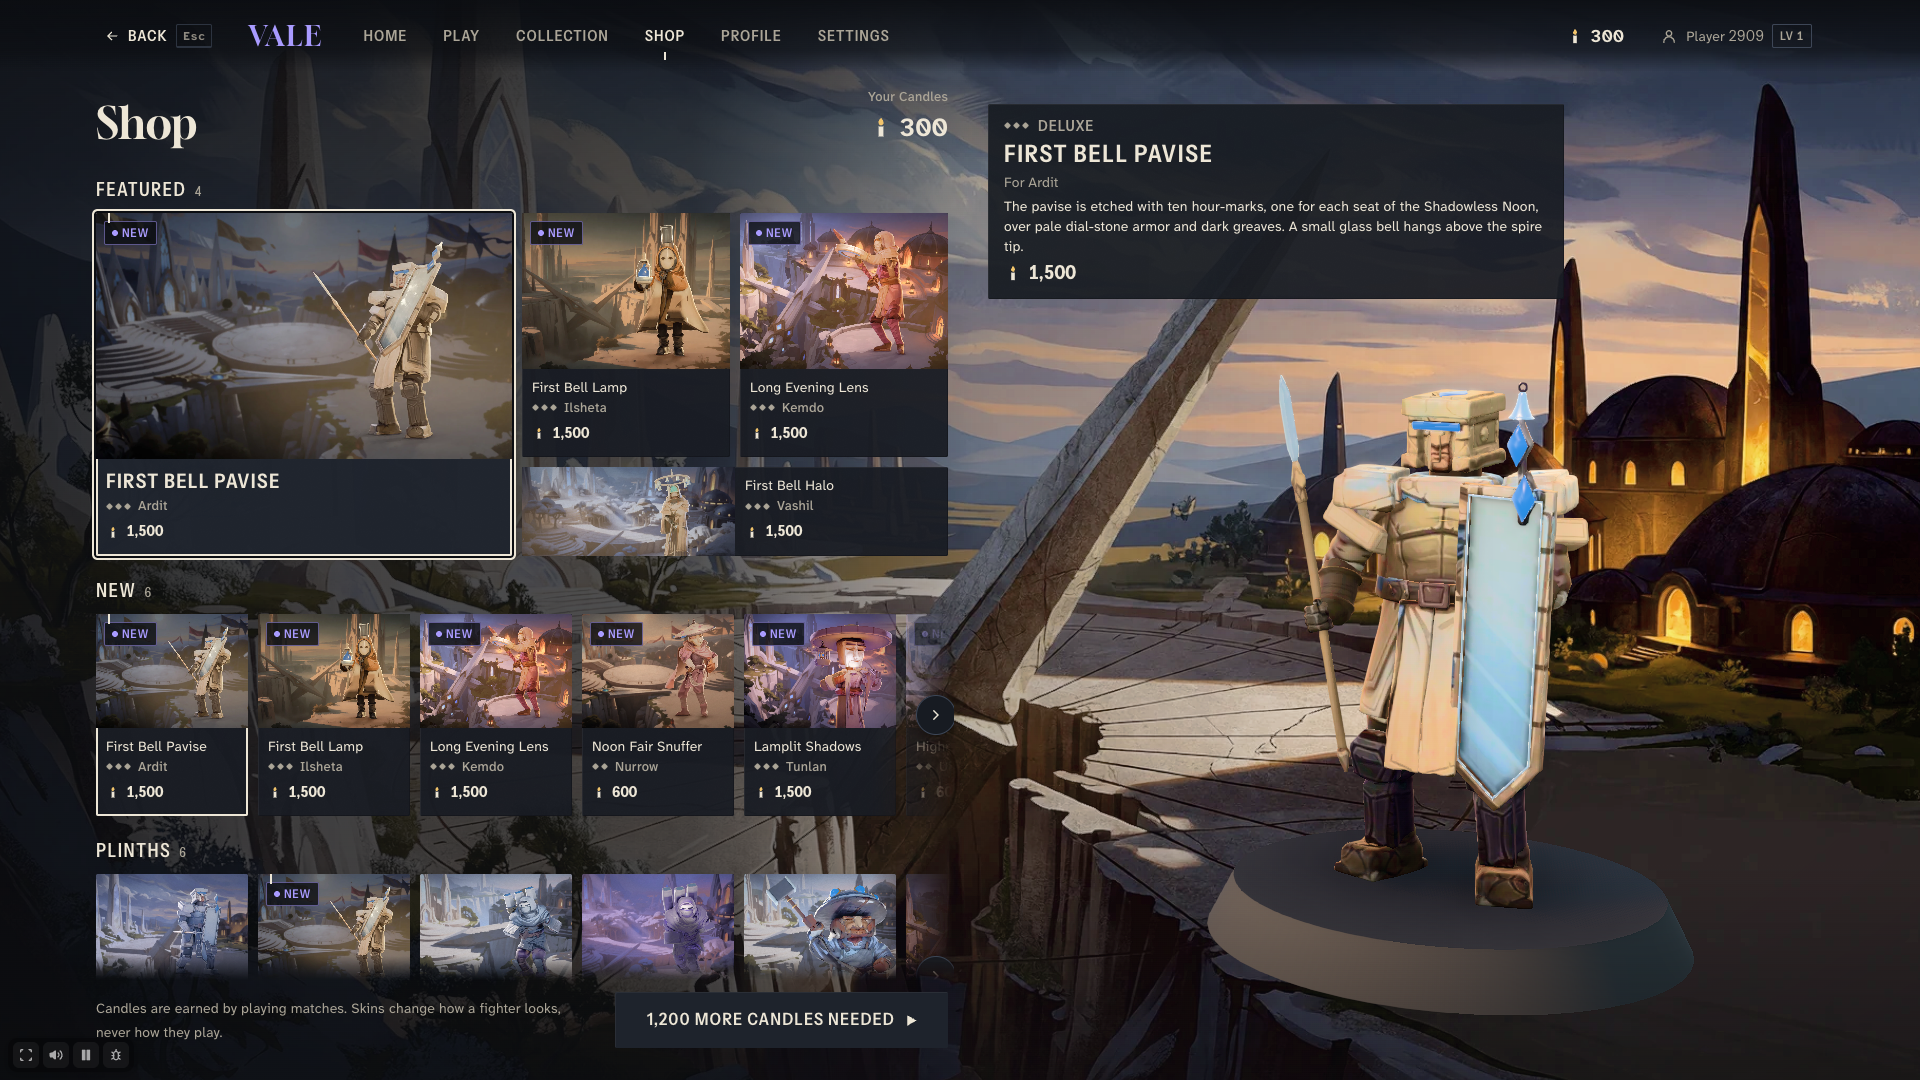 BACK Esc VALE HOME PLAY COLLECTION SHOP PROFILE SETTINGS 300 Player 2909 LV 1
Shop
Your Candles
300
FEATURED 4
NEW
FIRST BELL PAVISE
Ardit
1,500
NEW
First Bell Lamp
Ilsheta
1,500
NEW
Long Evening Lens
Kemdo
1,500
First Bell Halo
Vashil
1,500
NEW 6
NEW
First Bell Pavise
Ardit
1,500
NEW
First Bell Lamp
Ilsheta
1,500
NEW
Long Evening Lens
Kemdo
1,500
NEW
Noon Fair Snuffer
Nurrow
600
NEW
Lamplit Shadows
Tunlan
1,500
PLINTHS 6
NEW
Candles are earned by playing matches. Skins change how a fighter looks,
never how they play.
1,200 MORE CANDLES NEEDED
DELUXE
FIRST BELL PAVISE
For Ardit
The pavise is etched with ten hour-marks, one for each seat of the Shadowless Noon,
over pale dial-stone armor and dark greaves. A small glass bell hangs above the spire
tip.
1,500